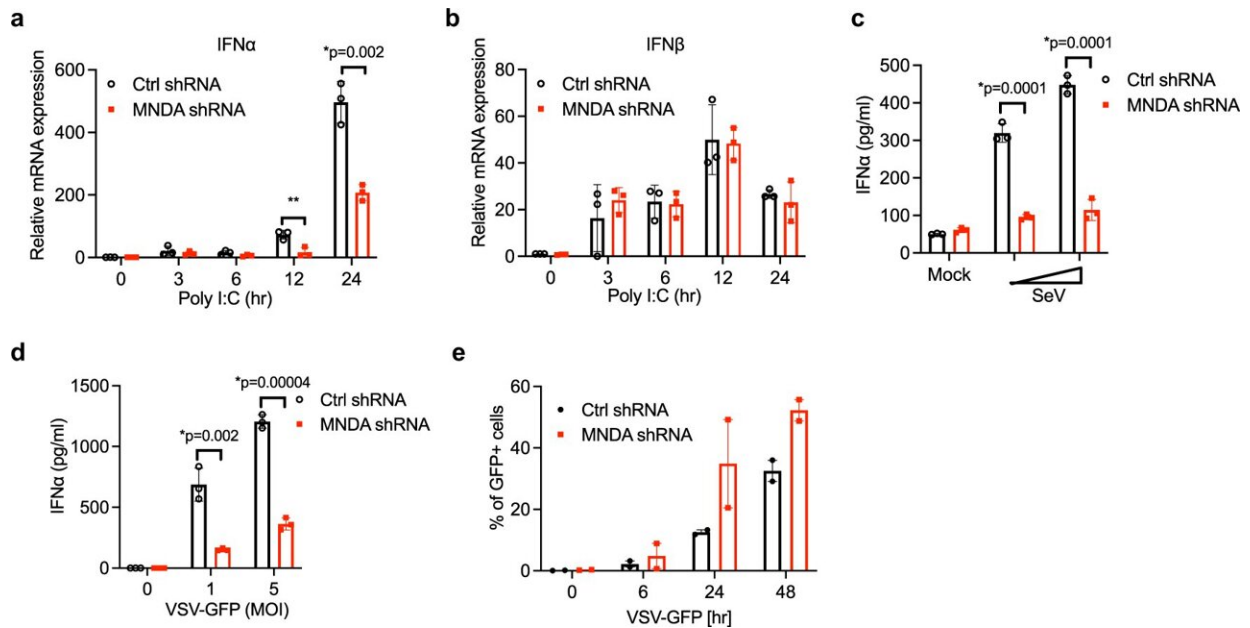 a
IFNα
*p=0.002
Ctrl shRNA
MNDA shRNA
**
Relative mRNA expression
600
400
200
0
0 3 6 12 24
Poly I:C (hr)
b
IFNβ
Ctrl shRNA
MNDA shRNA
Relative mRNA expression
80
60
40
20
0
0 3 6 12 24
Poly I:C (hr)
c
*p=0.0001
*p=0.0001
Ctrl shRNA
MNDA shRNA
IFNα (pg/ml)
500
400
300
200
100
0
Mock
SeV
d
*p=0.00004
*p=0.002
Ctrl shRNA
MNDA shRNA
IFNα (pg/ml)
1500
1000
500
0
0 1 5
VSV-GFP (MOI)
e
Ctrl shRNA
MNDA shRNA
% of GFP+ cells
60
40
20
0
0 6 24 48
VSV-GFP [hr]